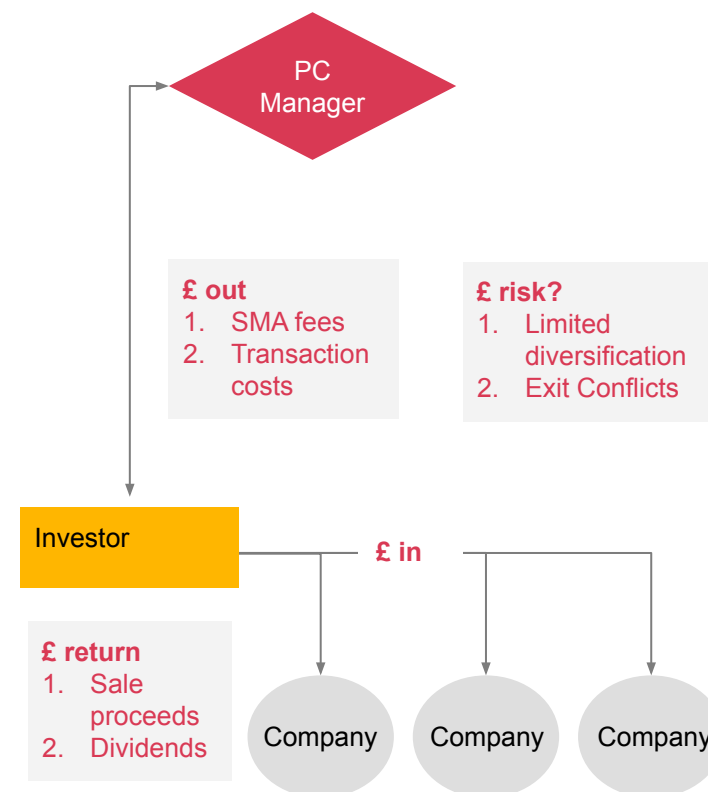 PC
Manager
£ out
1. SMA fees
2. Transaction
costs
£ risk?
1. Limited
diversification
2. Exit Conflicts
Investor
£ in
£ return
1. Sale
proceeds
2. Dividends
Company
Company
Company